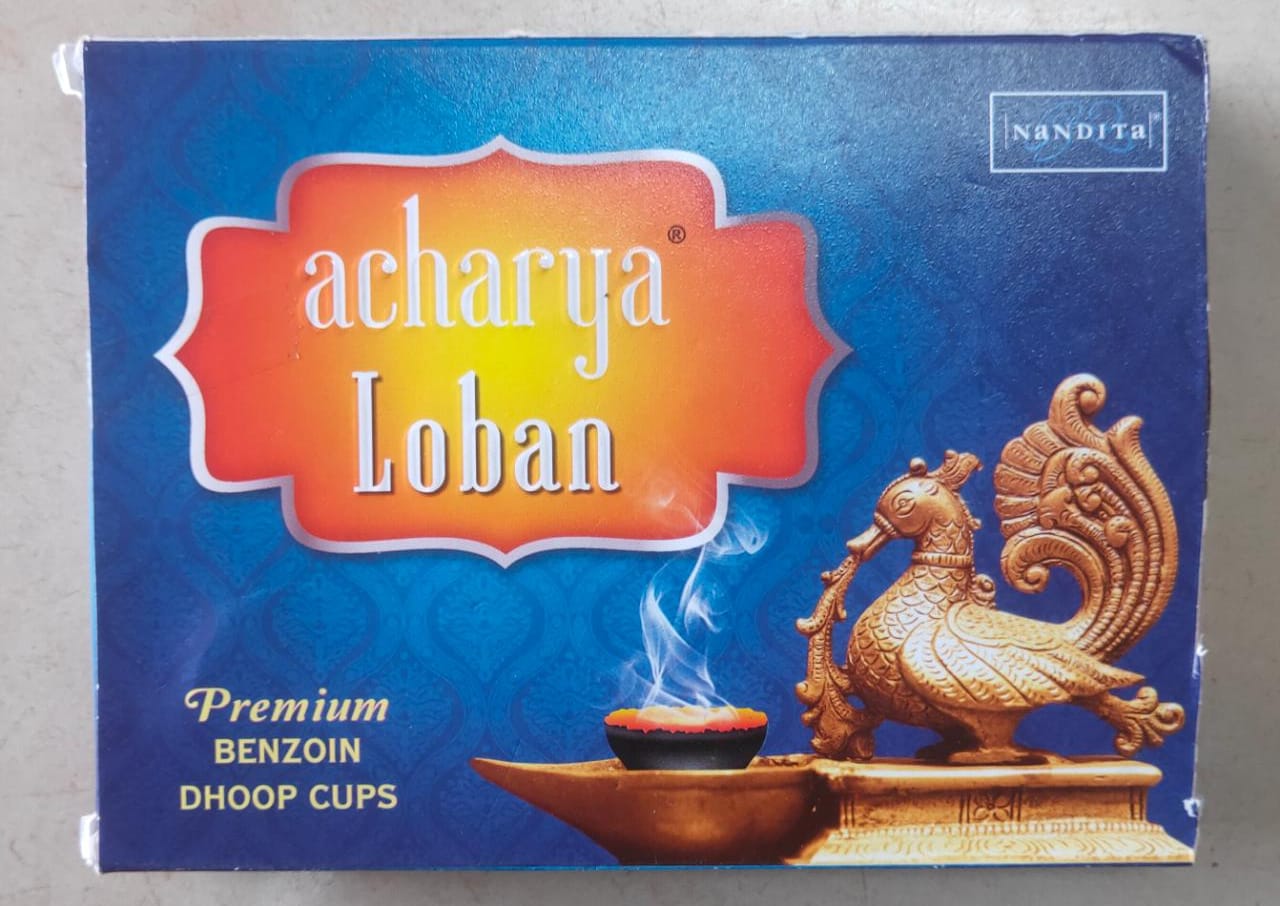 NaNDITa®
acharya®
Loban
Premium
BENZOIN
DHOOP CUPS